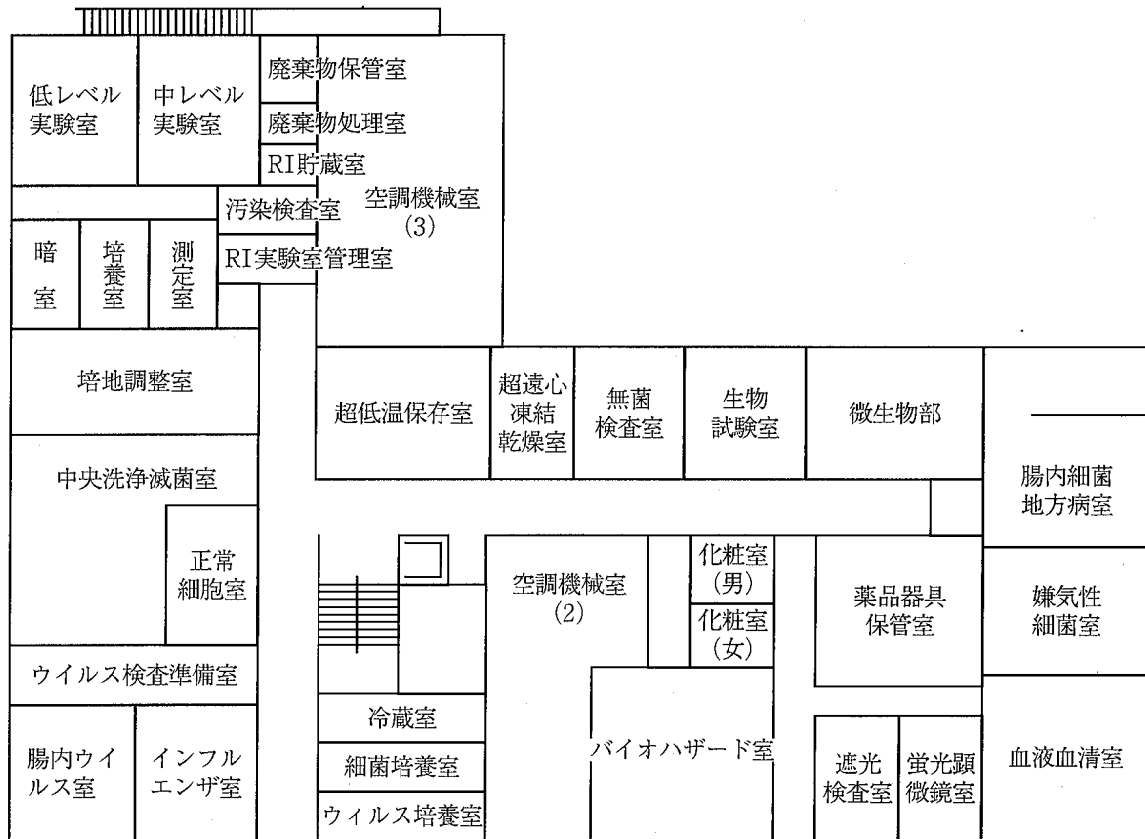 低レベル
実験室
中レベル
実験室
廃棄物保管室
廃棄物処理室
RI貯蔵室
空調機械室
(3)
汚染検査室
RI実験室管理室
暗
室
培養室
測定室
培地調整室
超低温保存室
超遠心
凍結
乾燥室
無菌
検査室
生物
試験室
微生物部
腸内細菌
地方病室
中央洗浄滅菌室
正常
細胞室
空調機械室
(2)
化粧室
(男)
化粧室
(女)
薬品器具
保管室
嫌気性
細菌室
ウイルス検査準備室
冷蔵室
腸内ウイ
ルス室
インフル
エンザ室
細菌培養室
ウィルス培養室
バイオハザード室
遮光
検査室
蛍光顕
微鏡室
血液血清室